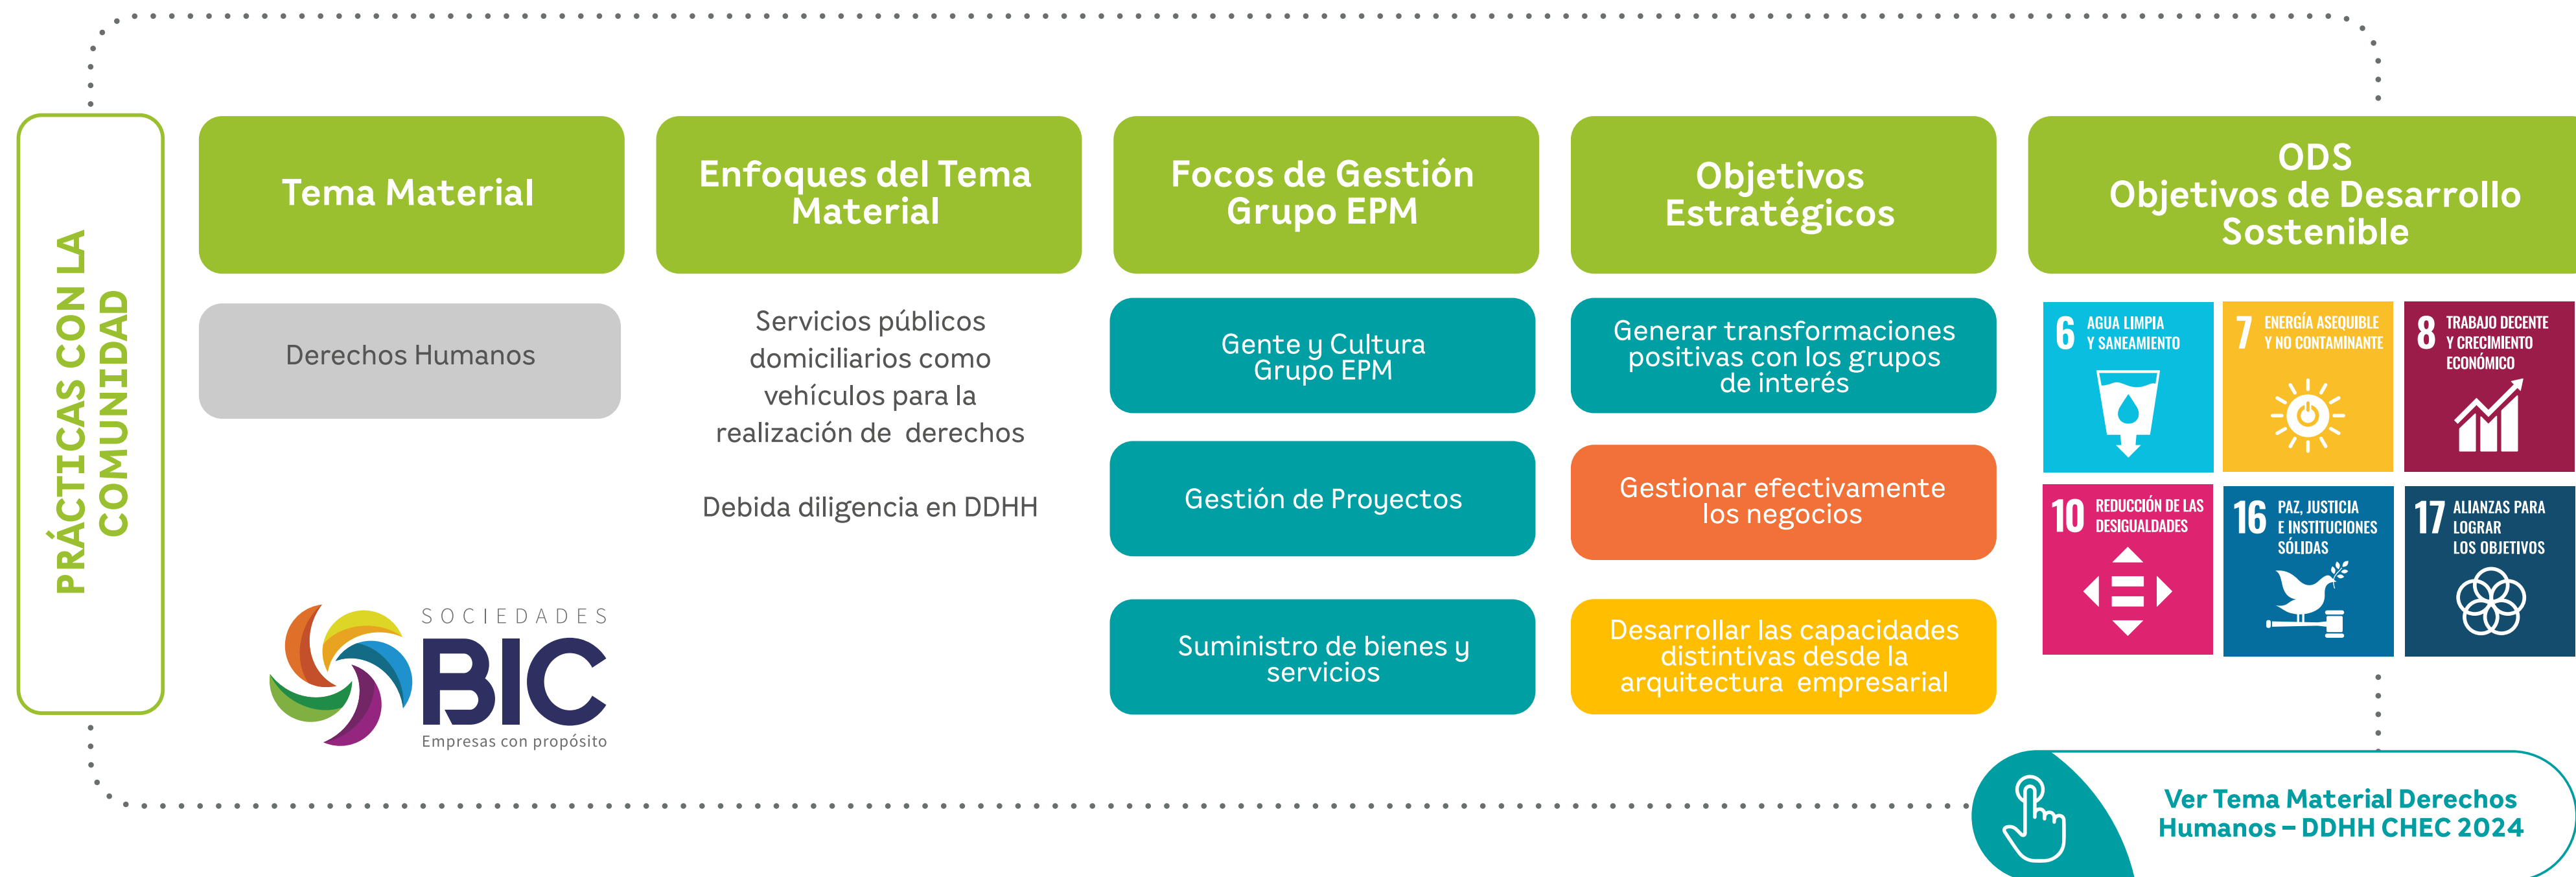 PRÁCTICAS CON LA
COMUNIDAD
Tema Material
Derechos Humanos
SOCIEDADES
BIC
Empresas con propósito
Enfoques del Tema
Material
Servicios públicos
domiciliarios como
vehículos para la
realización de derechos
Debida diligencia en DDHH
Focos de Gestión
Grupo EPM
Gente y Cultura
Grupo EPM
Gestión de Proyectos
Suministro de bienes y
servicios
Objetivos
Estratégicos
Generar transformaciones
positivas con los grupos
de interés
Gestionar efectivamente
los negocios
Desarrollar las capacidades
distintivas desde la
arquitectura empresarial
ODS
Objetivos de Desarrollo
Sostenible
6 AGUA LIMPIA
Y SANEAMIENTO
7 ENERGÍA ASEQUIBLE
Y NO CONTAMINANTE
8 TRABAJO DECENTE
Y CRECIMIENTO
ECONÓMICO
10 REDUCCIÓN DE LAS
DESIGUALDADES
16 PAZ, JUSTICIA
E INSTITUCIONES
SÓLIDAS
17 ALIANZAS PARA
LOGRAR
LOS OBJETIVOS
Ver Tema Material Derechos
Humanos – DDHH CHEC 2024